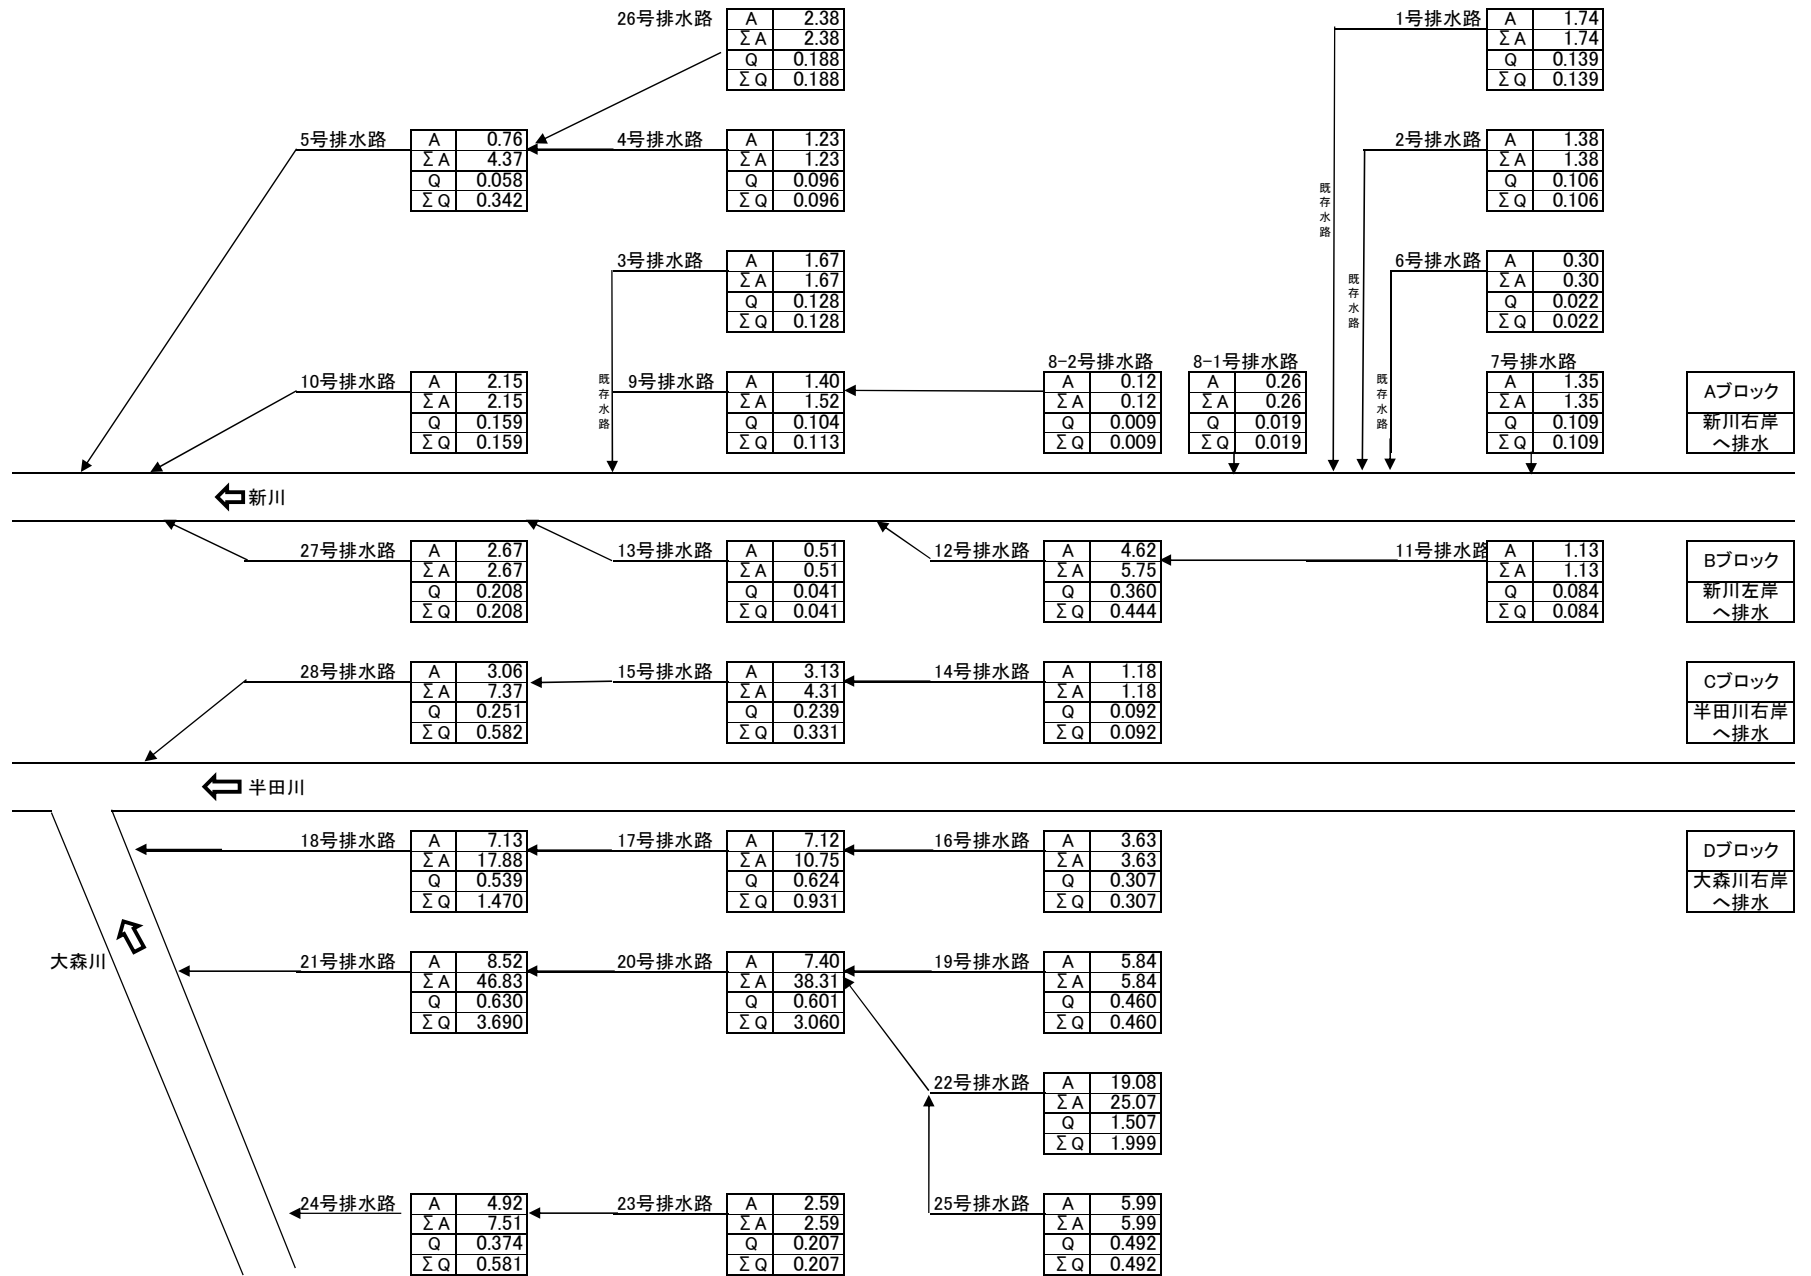 26号排水路
A 2.38
ΣA 2.38
Q 0.188
ΣQ 0.188
1号排水路
A 1.74
ΣA 1.74
Q 0.139
ΣQ 0.139
5号排水路
A 0.76
ΣA 4.37
Q 0.058
ΣQ 0.342
4号排水路
A 1.23
ΣA 1.23
Q 0.096
ΣQ 0.096
2号排水路
A 1.38
ΣA 1.38
Q 0.106
ΣQ 0.106
既存水路
3号排水路
A 1.67
ΣA 1.67
Q 0.128
ΣQ 0.128
既存水路
6号排水路
A 0.30
ΣA 0.30
Q 0.022
ΣQ 0.022
10号排水路
A 2.15
ΣA 2.15
Q 0.159
ΣQ 0.159
既存水路
9号排水路
A 1.40
ΣA 1.52
Q 0.104
ΣQ 0.113
8-2号排水路
A 0.12
ΣA 0.12
Q 0.009
ΣQ 0.009
8-1号排水路
A 0.26
ΣA 0.26
Q 0.019
ΣQ 0.019
既存水路
7号排水路
A 1.35
ΣA 1.35
Q 0.109
ΣQ 0.109
Aブロック
新川右岸
へ排水
新川
27号排水路
A 2.67
ΣA 2.67
Q 0.208
ΣQ 0.208
13号排水路
A 0.51
ΣA 0.51
Q 0.041
ΣQ 0.041
12号排水路
A 4.62
ΣA 5.75
Q 0.360
ΣQ 0.444
11号排水路
A 1.13
ΣA 1.13
Q 0.084
ΣQ 0.084
Bブロック
新川左岸
へ排水
28号排水路
A 3.06
ΣA 7.37
Q 0.251
ΣQ 0.582
15号排水路
A 3.13
ΣA 4.31
Q 0.239
ΣQ 0.331
14号排水路
A 1.18
ΣA 1.18
Q 0.092
ΣQ 0.092
Cブロック
半田川右岸
へ排水
半田川
18号排水路
A 7.13
ΣA 17.88
Q 0.539
ΣQ 1.470
17号排水路
A 7.12
ΣA 10.75
Q 0.624
ΣQ 0.931
16号排水路
A 3.63
ΣA 3.63
Q 0.307
ΣQ 0.307
Dブロック
大森川右岸
へ排水
大森川
21号排水路
A 8.52
ΣA 46.83
Q 0.630
ΣQ 3.690
20号排水路
A 7.40
ΣA 38.31
Q 0.601
ΣQ 3.060
19号排水路
A 5.84
ΣA 5.84
Q 0.460
ΣQ 0.460
22号排水路
A 19.08
ΣA 25.07
Q 1.507
ΣQ 1.999
24号排水路
A 4.92
ΣA 7.51
Q 0.374
ΣQ 0.581
23号排水路
A 2.59
ΣA 2.59
Q 0.207
ΣQ 0.207
25号排水路
A 5.99
ΣA 5.99
Q 0.492
ΣQ 0.492